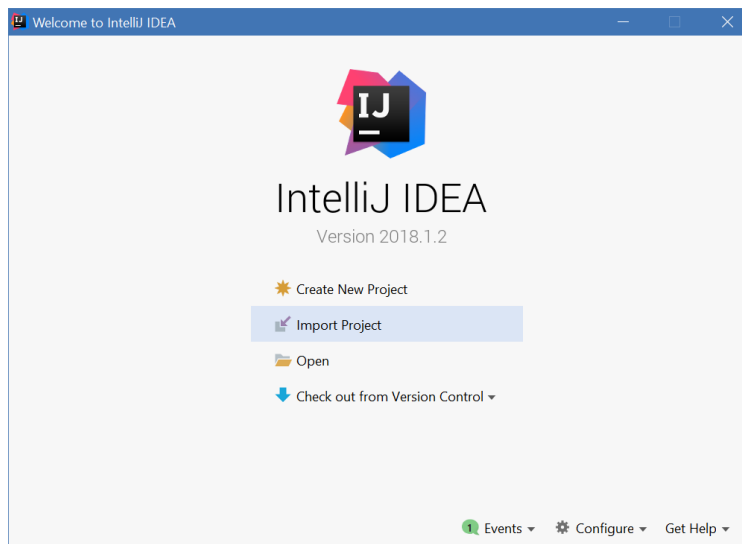 Welcome to IntelliJ IDEA
IJ
IntelliJ IDEA
Version 2018.1.2
Create New Project
Import Project
Open
Check out from Version Control
1 Events Configure Get Help